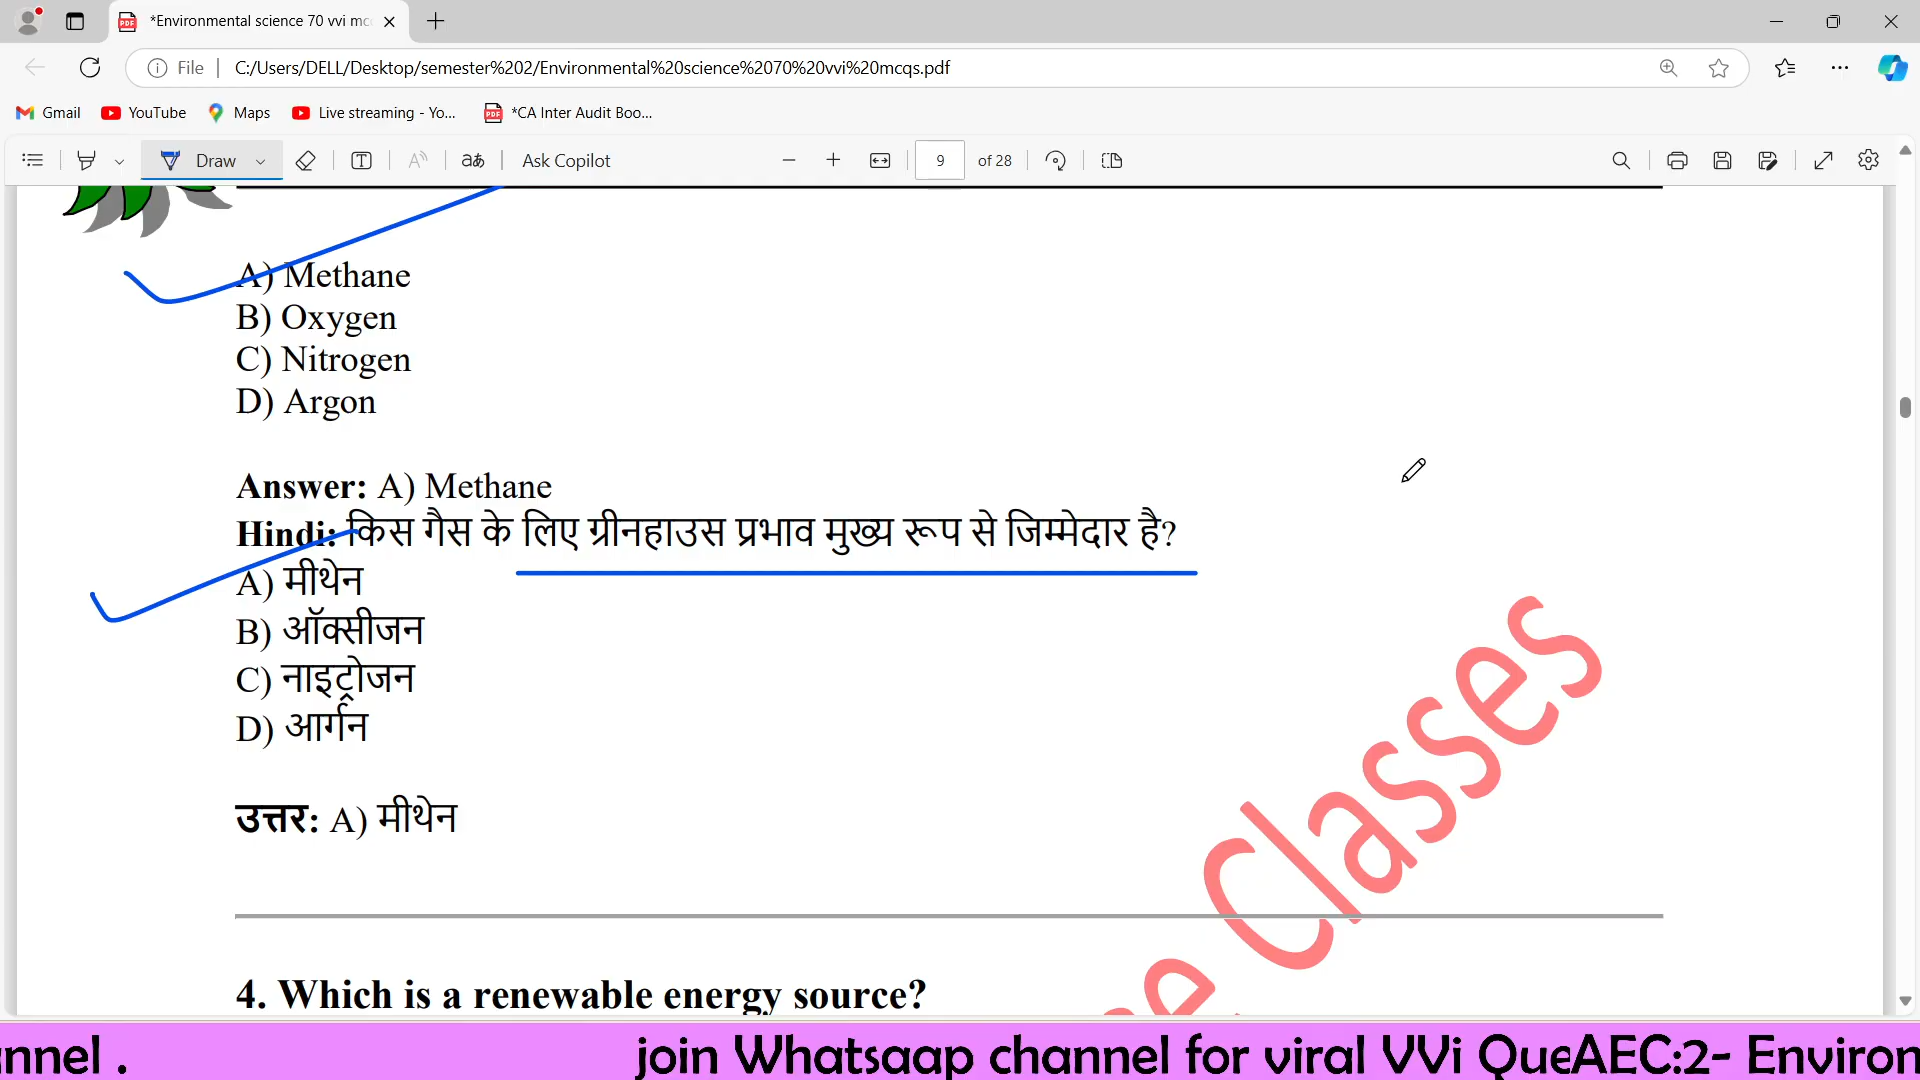 *Environmental science 70 vvi mc
File
C:/Users/DELL/Desktop/semester%202/Environmental%20science%2070%20vvi%20mcqs.pdf
Gmail
YouTube
Maps
Live streaming - Yo...
*CA Inter Audit Boo...
Draw
Ask Copilot
9 of 28
A) Methane
B) Oxygen
C) Nitrogen
D) Argon
Answer: A) Methane
Hindi: किस गैस के लिए ग्रीनहाउस प्रभाव मुख्य रूप से जिम्मेदार है?
A) मीथेन
B) ऑक्सीजन
C) नाइट्रोजन
D) आर्गन
उत्तर: A) मीथेन
e Classes
4. Which is a renewable energy source?
nnel . join Whatsaap channel for viral VVi QueAEC:2- Environ